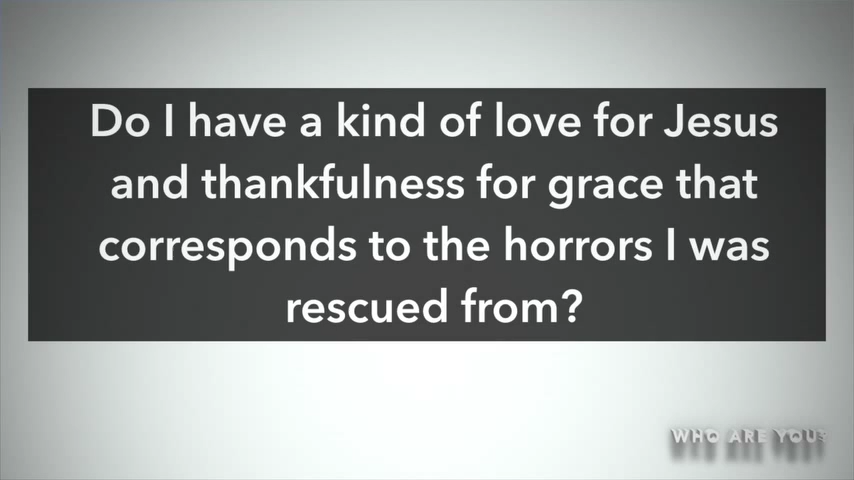 Do I have a kind of love for Jesus
and thankfulness for grace that
corresponds to the horrors I was
rescued from?
WHO ARE YOU?